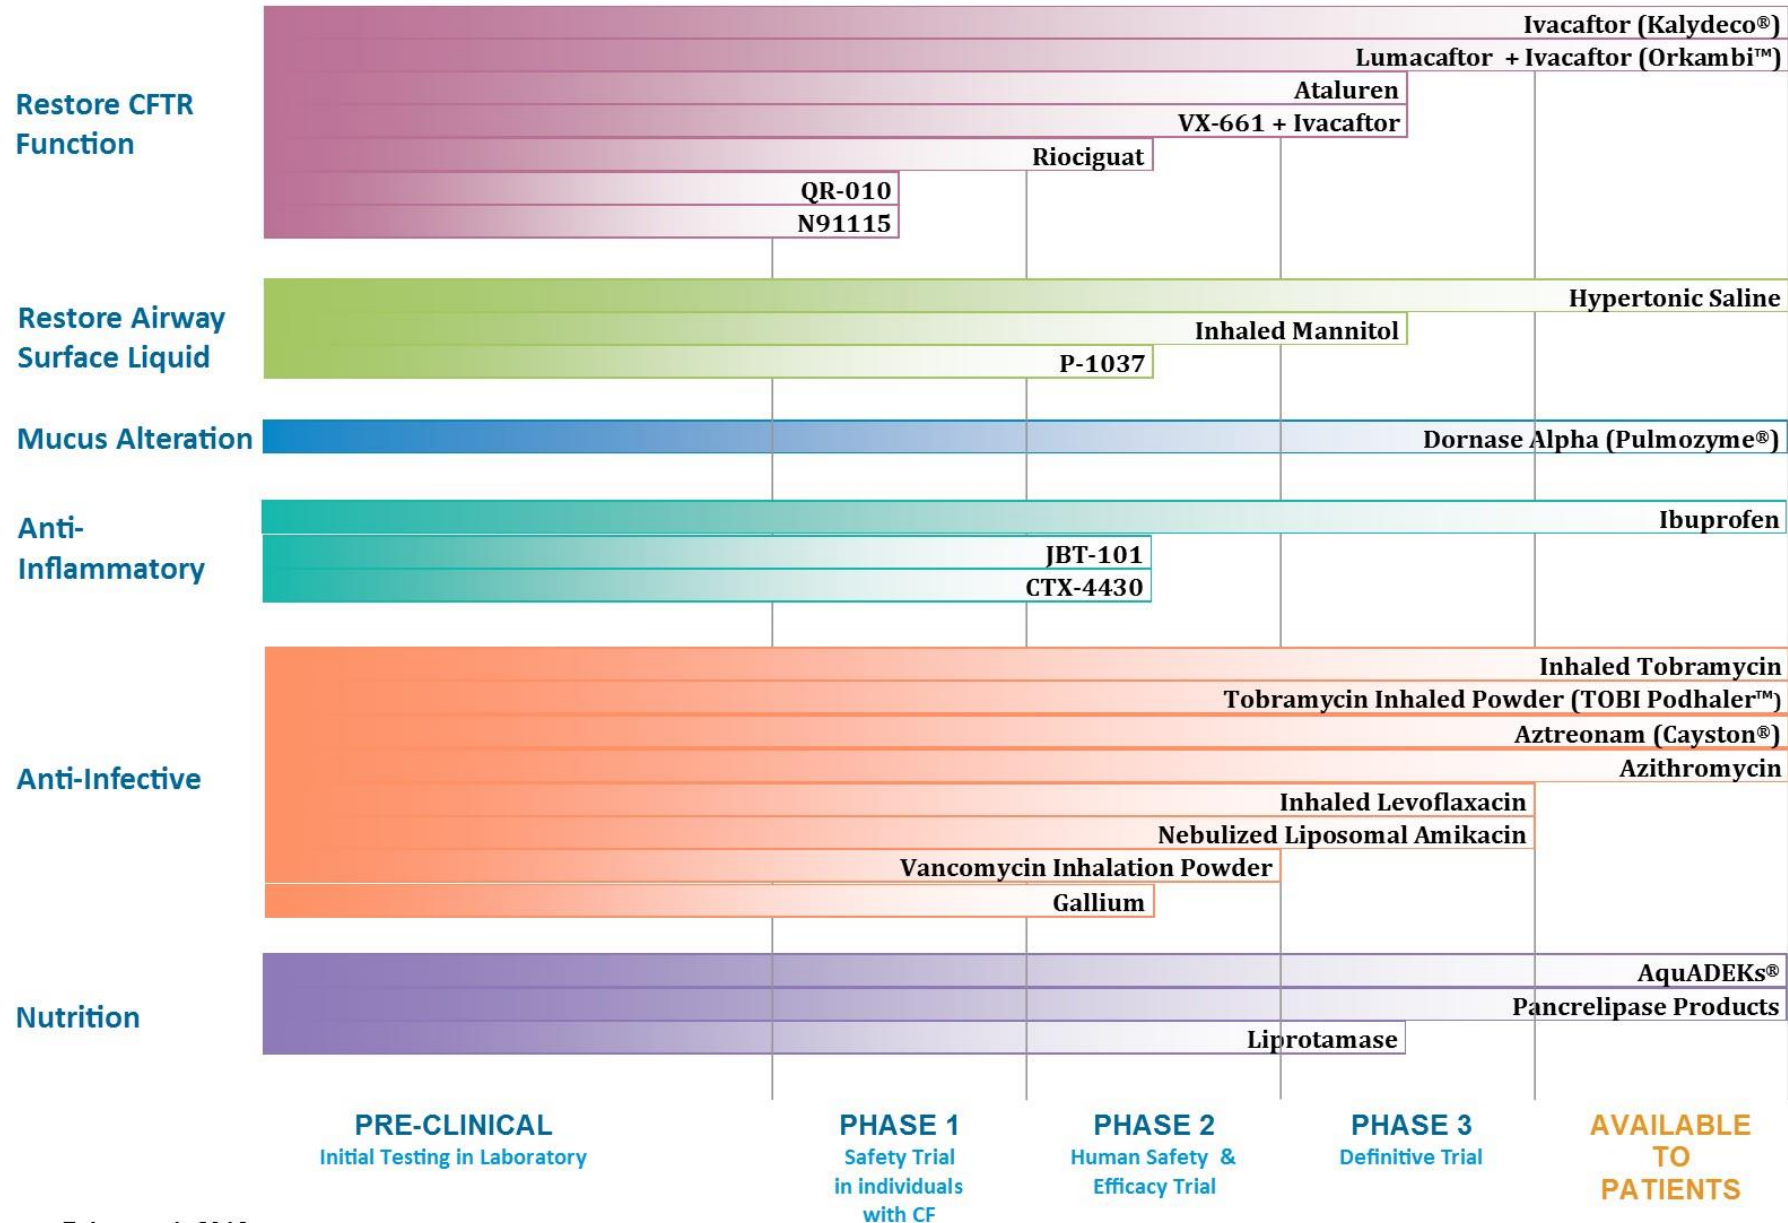 Restore CFTR
Function
Ivacaftor (Kalydeco®)
Lumacaftor + Ivacaftor (Orkambi™)
Ataluren
VX-661 + Ivacaftor
Riociguat
QR-010
N91115
Restore Airway
Surface Liquid
Hypertonic Saline
Inhaled Mannitol
P-1037
Mucus Alteration
Dornase Alpha (Pulmozyme®)
Anti-
Inflammatory
Ibuprofen
JBT-101
CTX-4430
Anti-Infective
Inhaled Tobramycin
Tobramycin Inhaled Powder (TOBI Podhaler™)
Aztreonam (Cayston®)
Azithromycin
Inhaled Levoflaxacin
Nebulized Liposomal Amikacin
Vancomycin Inhalation Powder
Gallium
Nutrition
AquADEKs®
Pancrelipase Products
Liprotamase
PRE-CLINICAL
Initial Testing in Laboratory
PHASE 1
Safety Trial
in individuals
with CF
PHASE 2
Human Safety &
Efficacy Trial
PHASE 3
Definitive Trial
AVAILABLE
TO
PATIENTS